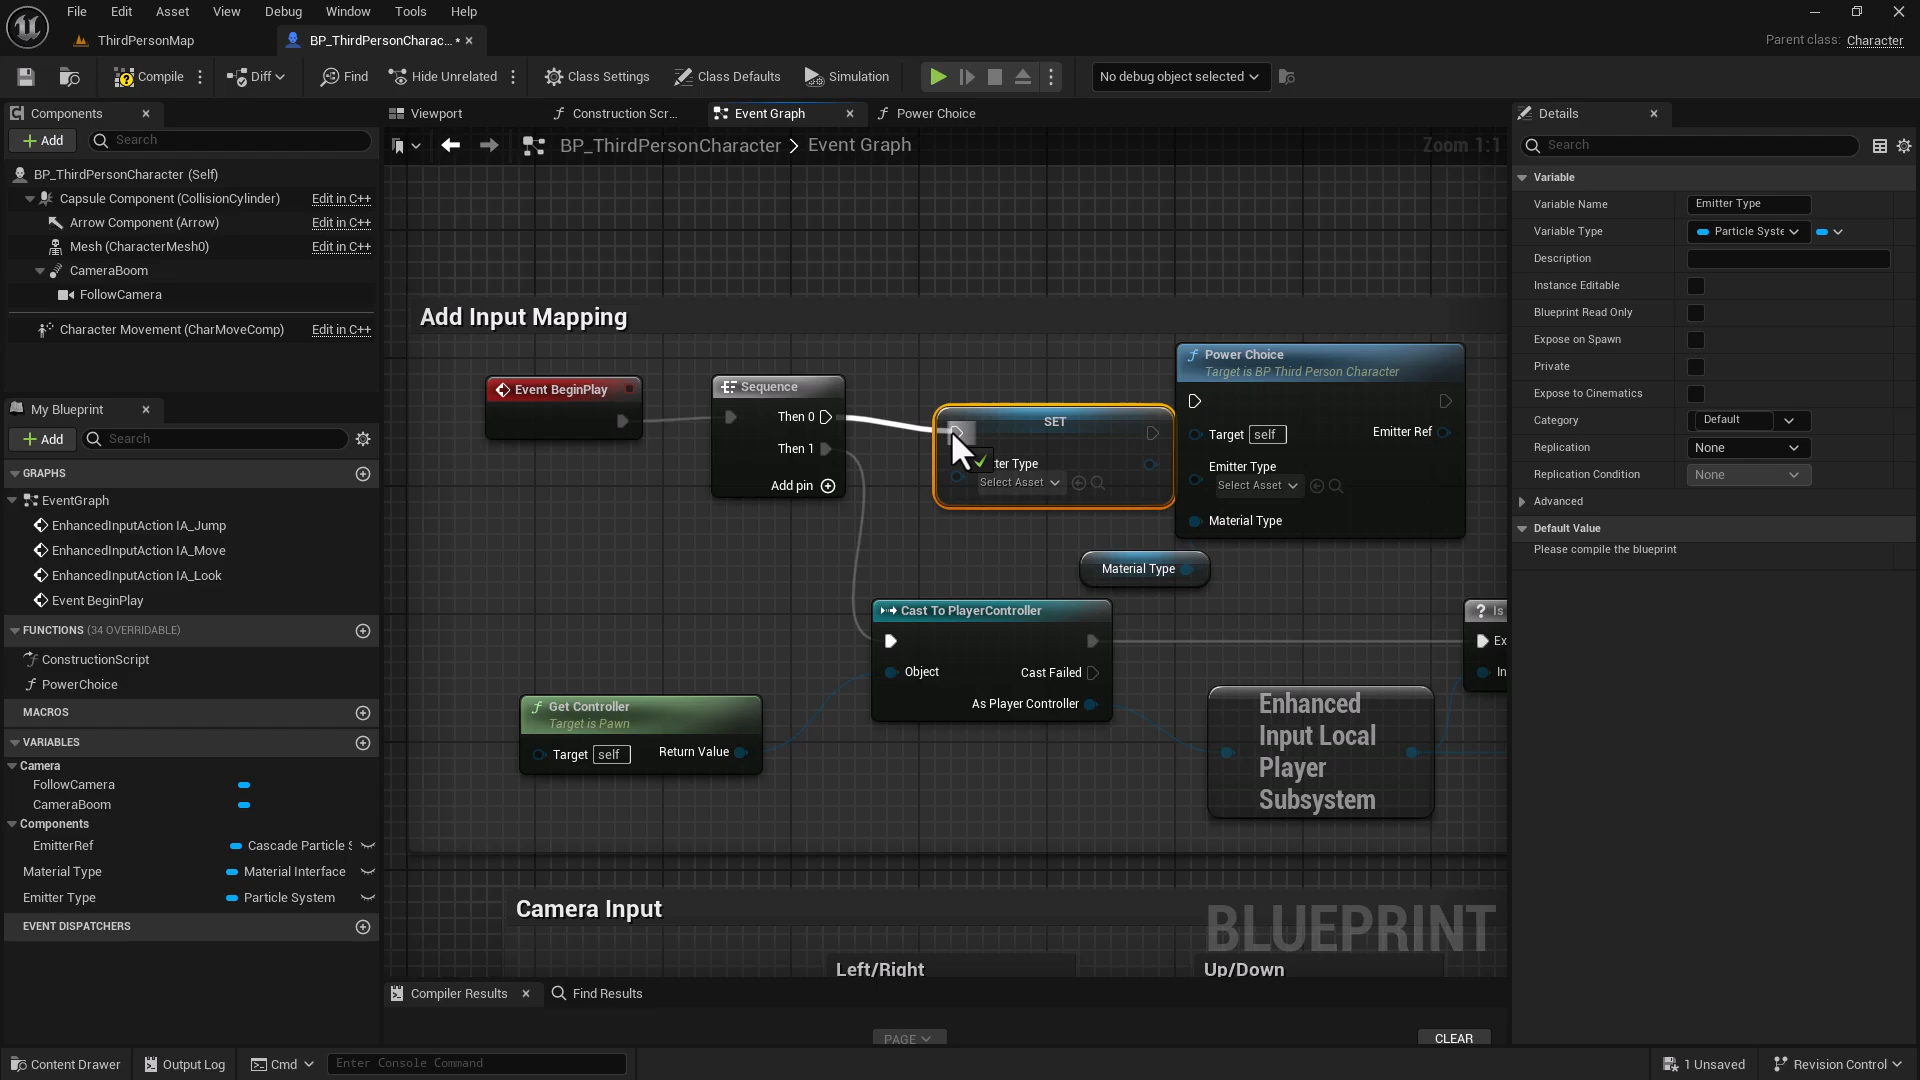 File Edit Asset View Debug Window Tools Help
ThirdPersonMap
BP_ThirdPersonCharac... •
Parent class: Character
Compile
Diff
Find
Hide Unrelated
Class Settings
Class Defaults
Simulation
No debug object selected
Components
Add
Search
BP_ThirdPersonCharacter (Self)
Capsule Component (CollisionCylinder) Edit in C++
Arrow Component (Arrow) Edit in C++
Mesh (CharacterMesh0) Edit in C++
CameraBoom
FollowCamera
Character Movement (CharMoveComp) Edit in C++
My Blueprint
Add
Search
GRAPHS
EventGraph
EnhancedInputAction IA_Jump
EnhancedInputAction IA_Move
EnhancedInputAction IA_Look
Event BeginPlay
FUNCTIONS (34 OVERRIDABLE)
ConstructionScript
PowerChoice
MACROS
VARIABLES
Camera
FollowCamera
CameraBoom
Components
EmitterRef Cascade Particle S
Material Type Material Interface
Emitter Type Particle System
EVENT DISPATCHERS
Viewport
Construction Scr...
Event Graph
Power Choice
BP_ThirdPersonCharacter > Event Graph
Zoom 1:1
Add Input Mapping
Event BeginPlay
Sequence
Then 0
Then 1
Add pin
SET
tter Type
Select Asset
Power Choice
Target is BP Third Person Character
Target self
Emitter Ref
Emitter Type
Select Asset
Material Type
Material Type
Cast To PlayerController
Object
Cast Failed
As Player Controller
Get Controller
Target is Pawn
Target self
Return Value
? Is
Ex
In
Enhanced
Input Local
Player
Subsystem
Camera Input
BLUEPRINT
Left/Right
Up/Down
Compiler Results
Find Results
PAGE
CLEAR
Details
Search
Variable
Variable Name Emitter Type
Variable Type Particle Syste
Description
Instance Editable
Blueprint Read Only
Expose on Spawn
Private
Expose to Cinematics
Category Default
Replication None
Replication Condition None
Advanced
Default Value
Please compile the blueprint
Content Drawer
Output Log
Cmd
Enter Console Command
1 Unsaved
Revision Control